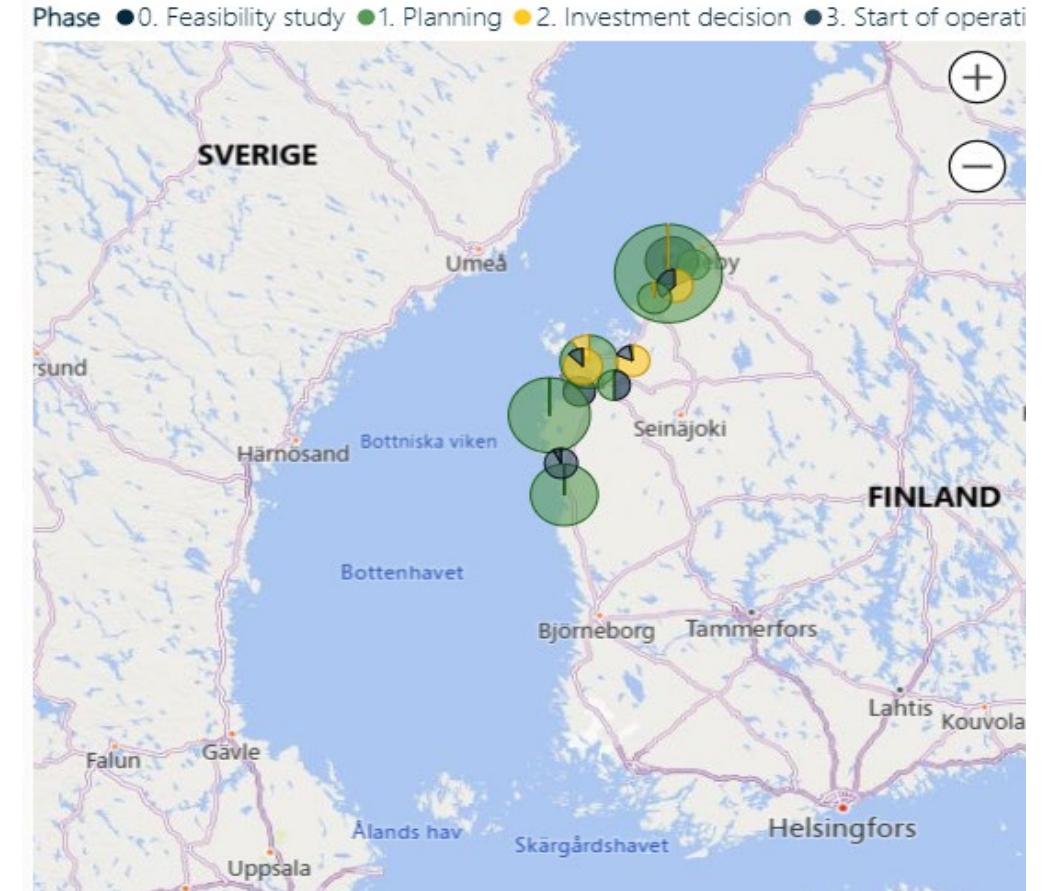 Phase 0. Feasibility study 1. Planning 2. Investment decision 3. Start of operati
SVERIGE
Umeå
eby
rsund
Seinäjoki
Härnösand
Bottniska viken
FINLAND
Bottenhavet
Björneborg
Tammerfors
Lahtis
Kouvola
Falun
Gävle
Helsingfors
Ålands hav
Skärgårdshavet
Uppsala